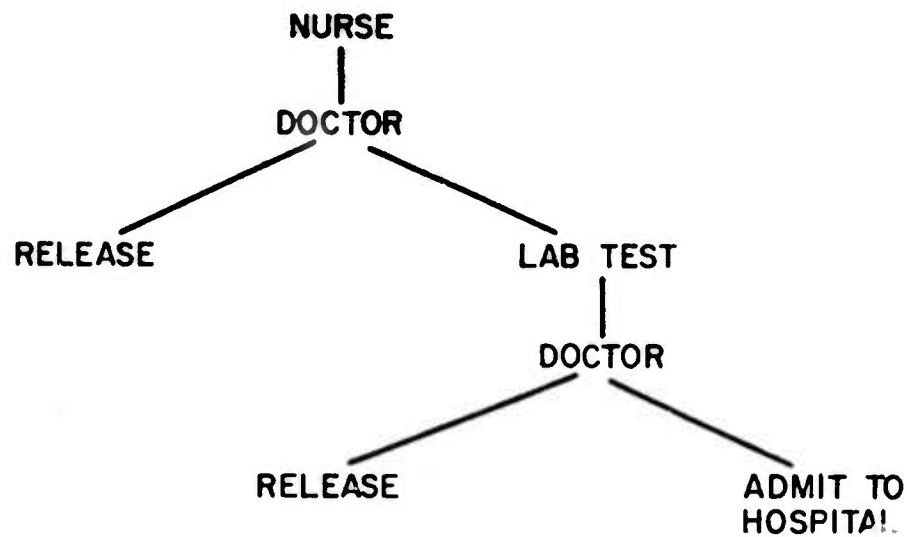 NURSE
DOCTOR
RELEASE
LAB TEST
DOCTOR
RELEASE
ADMIT TO
HOSPITAL